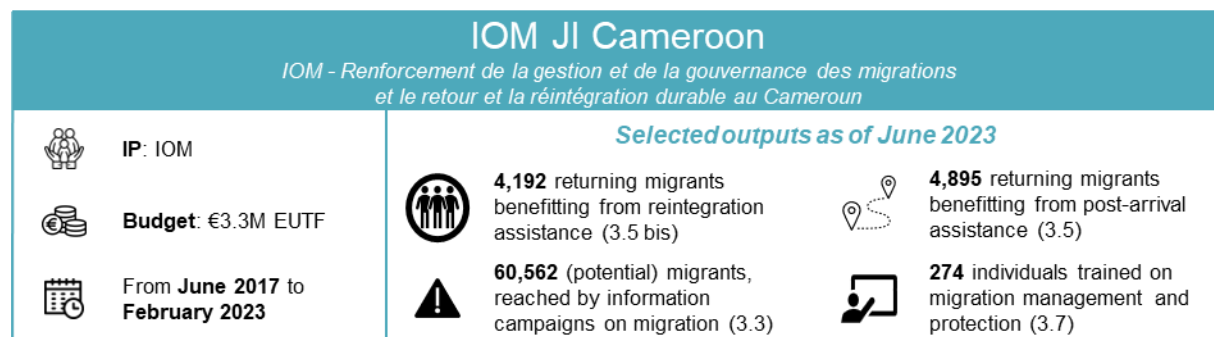 IOM JI Cameroon
IOM - Renforcement de la gestion et de la gouvernance des migrations
et le retour et la réintégration durable au Cameroun
IP: IOM
Budget: €3.3M EUTF
From June 2017 to
February 2023
Selected outputs as of June 2023
4,192 returning migrants
benefitting from reintegration
assistance (3.5 bis)
4,895 returning migrants
benefitting from post-arrival
assistance (3.5)
60,562 (potential) migrants,
reached by information
campaigns on migration (3.3)
274 individuals trained on
migration management and
protection (3.7)